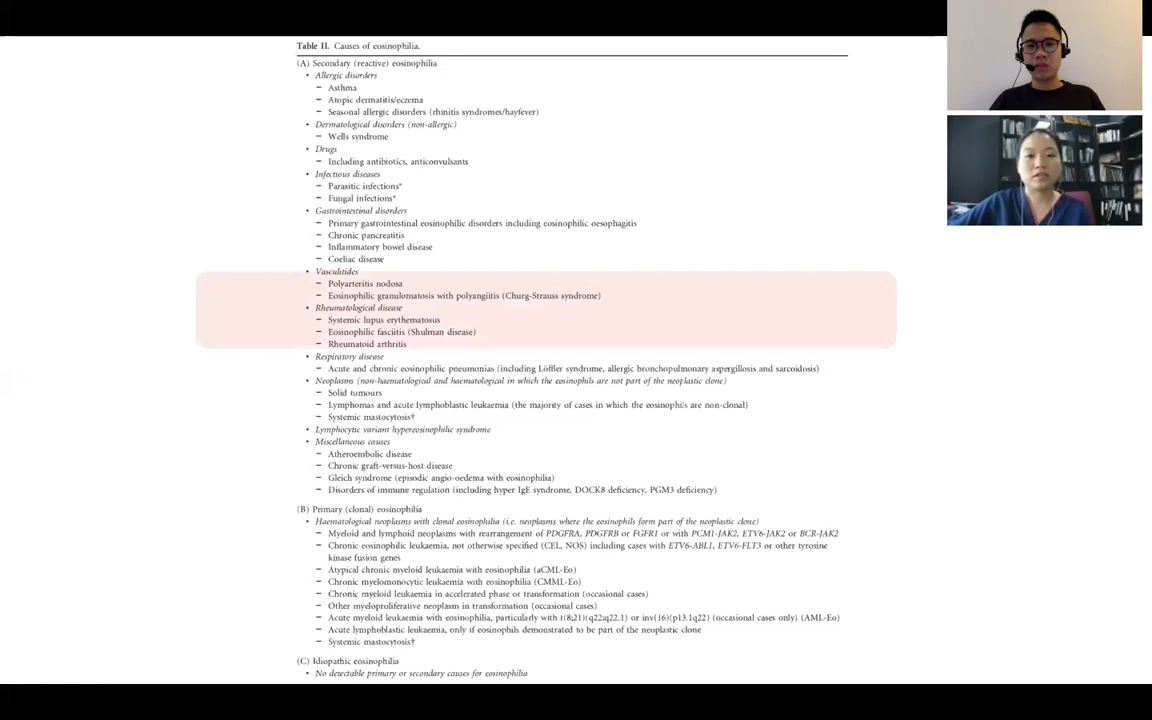 Table II. Causes of eosinophilia.
(A) Secondary (reactive) eosinophilia
• Allergic disorders
– Asthma
– Atopic dermatitis/eczema
– Seasonal allergic disorders (rhinitis syndromes/hayfever)
• Dermatological disorders (non-allergic)
– Wells syndrome
• Drugs
– Including antibiotics, anticonvulsants
• Infectious diseases
– Parasitic infections*
– Fungal infections*
• Gastrointestinal disorders
– Primary gastrointestinal eosinophilic disorders including eosinophilic oesophagitis
– Chronic pancreatitis
– Inflammatory bowel disease
– Coeliac disease
• Vasculitides
– Polyarteritis nodosa
– Eosinophilic granulomatosis with polyangiitis (Churg-Strauss syndrome)
• Rheumatological disease
– Systemic lupus erythematosus
– Eosinophilic fasciitis (Shulman disease)
– Rheumatoid arthritis
• Respiratory disease
– Acute and chronic eosinophilic pneumonias (including Löffler syndrome, allergic bronchopulmonary aspergillosis and sarcoidosis)
• Neoplasms (non-haematological and haematological in which the eosinophils are not part of the neoplastic clone)
– Solid tumours
– Lymphomas and acute lymphoblastic leukaemia (the majority of cases in which the eosinophils are non-clonal)
– Systemic mastocytosis†
• Lymphocytic variant hypereosinophilic syndrome
• Miscellaneous causes
– Atheroembolic disease
– Chronic graft-versus-host disease
– Gleich syndrome (episodic angio-oedema with eosinophilia)
– Disorders of immune regulation (including hyper IgE syndrome, DOCK8 deficiency, PGM3 deficiency)
(B) Primary (clonal) eosinophilia
• Haematological neoplasms with clonal eosinophilia (i.e. neoplasms where the eosinophils form part of the neoplastic clone)
– Myeloid and lymphoid neoplasms with rearrangement of PDGFRA, PDGFRB or FGFR1 or with PCM1-JAK2, ETV6-JAK2 or BCR-JAK2
– Chronic eosinophilic leukaemia, not otherwise specified (CEL, NOS) including cases with ETV6-ABL1, ETV6-FLT3 or other tyrosine
kinase fusion genes
– Atypical chronic myeloid leukaemia with eosinophilia (aCML-Eo)
– Chronic myelomonocytic leukaemia with eosinophilia (CMML-Eo)
– Chronic myeloid leukaemia in accelerated phase or transformation (occasional cases)
– Other myeloproliferative neoplasm in transformation (occasional cases)
– Acute myeloid leukaemia with eosinophilia, particularly with t(8;21)(q22;q22.1) or inv(16)(p13.1q22) (occasional cases only) (AML-Eo)
– Acute lymphoblastic leukaemia, only if eosinophils demonstrated to be part of the neoplastic clone
– Systemic mastocytosis†
(C) Idiopathic eosinophilia
• No detectable primary or secondary causes for eosinophilia